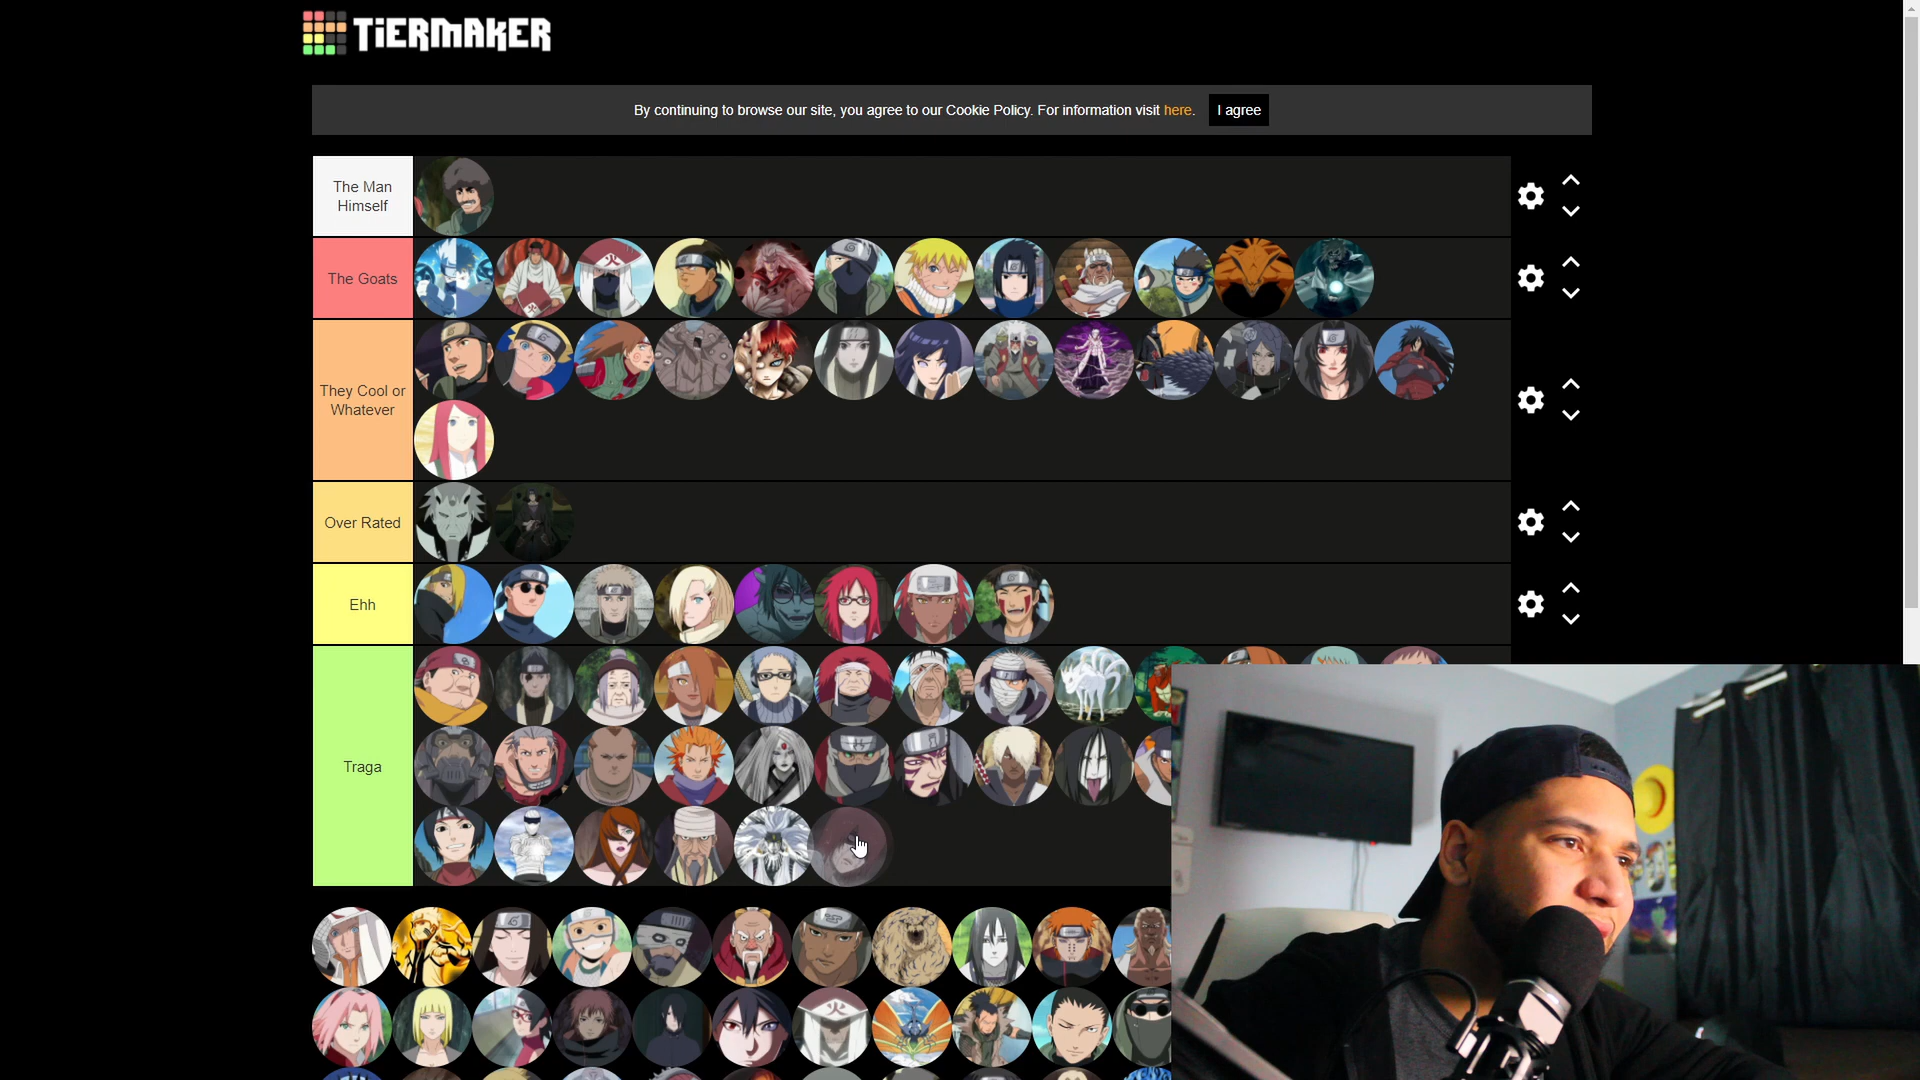 TiERMAKER
By continuing to browse our site, you agree to our Cookie Policy. For information visit here.
I agree
The Man
Himself
The Goats
They Cool or
Whatever
Over Rated
Ehh
Traga